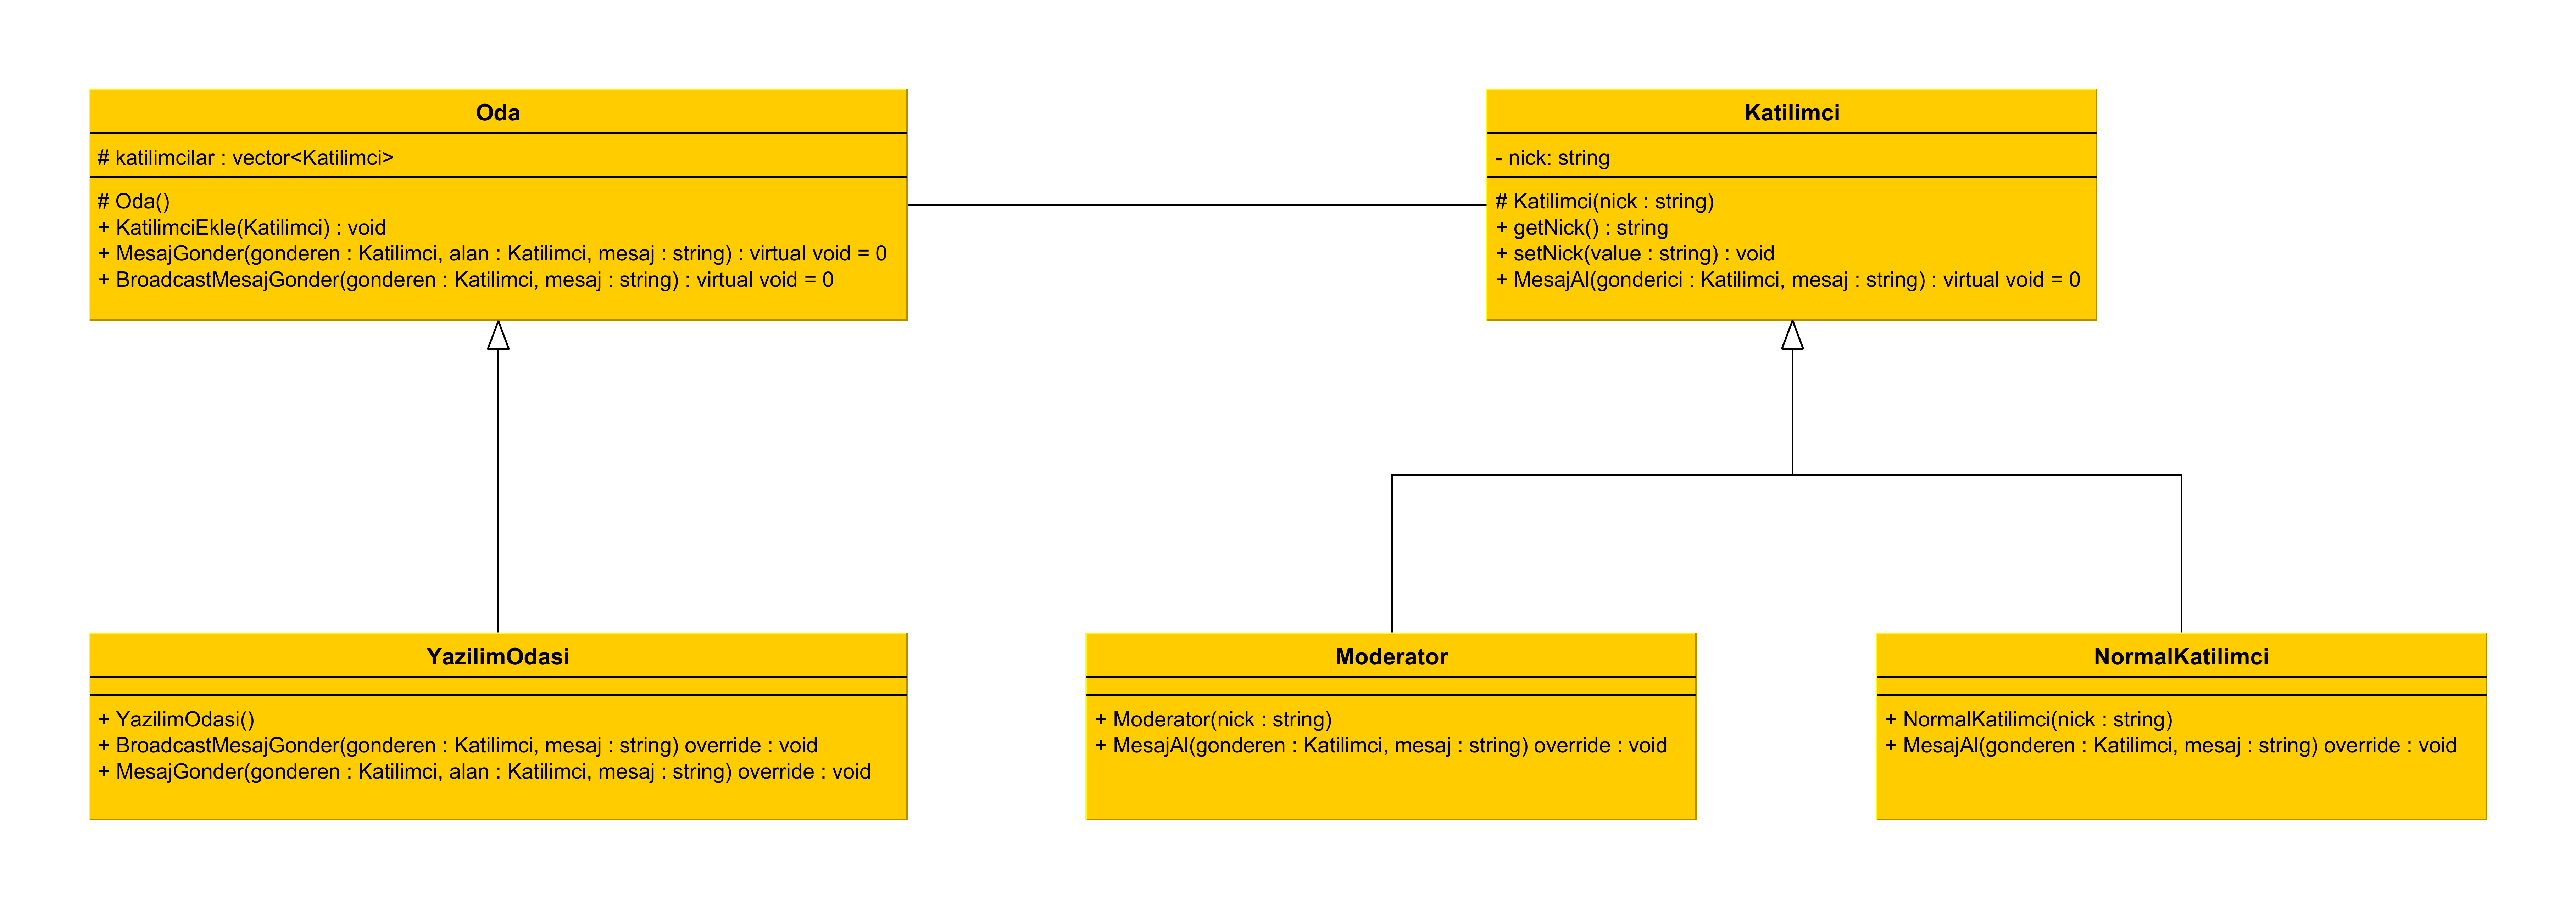 Oda
# katilimcilar : vector<Katilimci>
# Oda()
+ KatilimciEkle(Katilimci) : void
+ MesajGonder(gonderen : Katilimci, alan : Katilimci, mesaj : string) : virtual void = 0
+ BroadcastMesajGonder(gonderen : Katilimci, mesaj : string) : virtual void = 0
Katilimci
- nick: string
# Katilimci(nick : string)
+ getNick() : string
+ setNick(value : string) : void
+ MesajAl(gonderici : Katilimci, mesaj : string) : virtual void = 0
YazilimOdasi
+ YazilimOdasi()
+ BroadcastMesajGonder(gonderen : Katilimci, mesaj : string) override : void
+ MesajGonder(gonderen : Katilimci, alan : Katilimci, mesaj : string) override : void
Moderator
+ Moderator(nick : string)
+ MesajAl(gonderen : Katilimci, mesaj : string) override : void
NormalKatilimci
+ NormalKatilimci(nick : string)
+ MesajAl(gonderen : Katilimci, mesaj : string) override : void